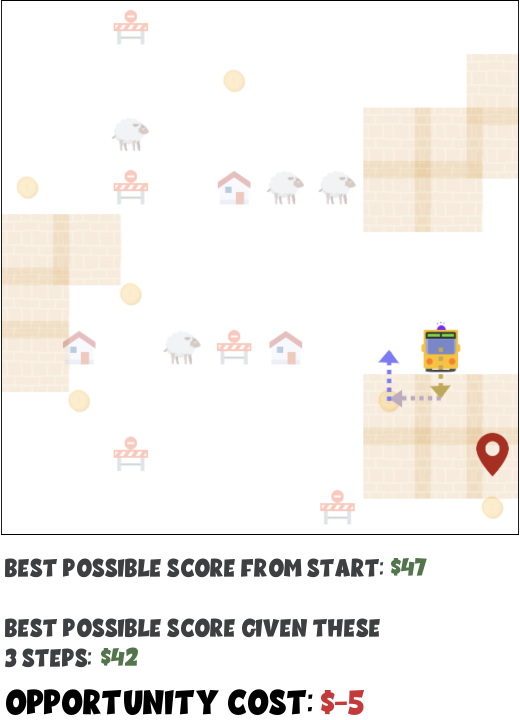 BEST POSSIBLE SCORE FROM START: $47
BEST POSSIBLE SCORE GIVEN THESE
3 STEPS: $42
OPPORTUNITY COST: $-5